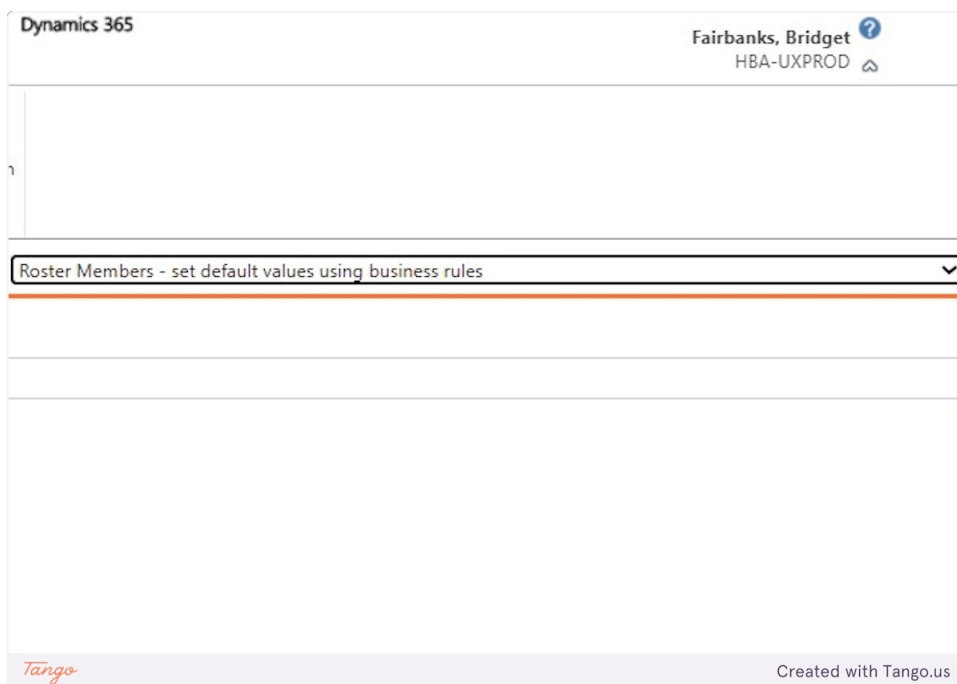 Dynamics 365
Fairbanks, Bridget
HBA-UXPROD
n
Roster Members - set default values using business rules
Tango
Created with Tango.us